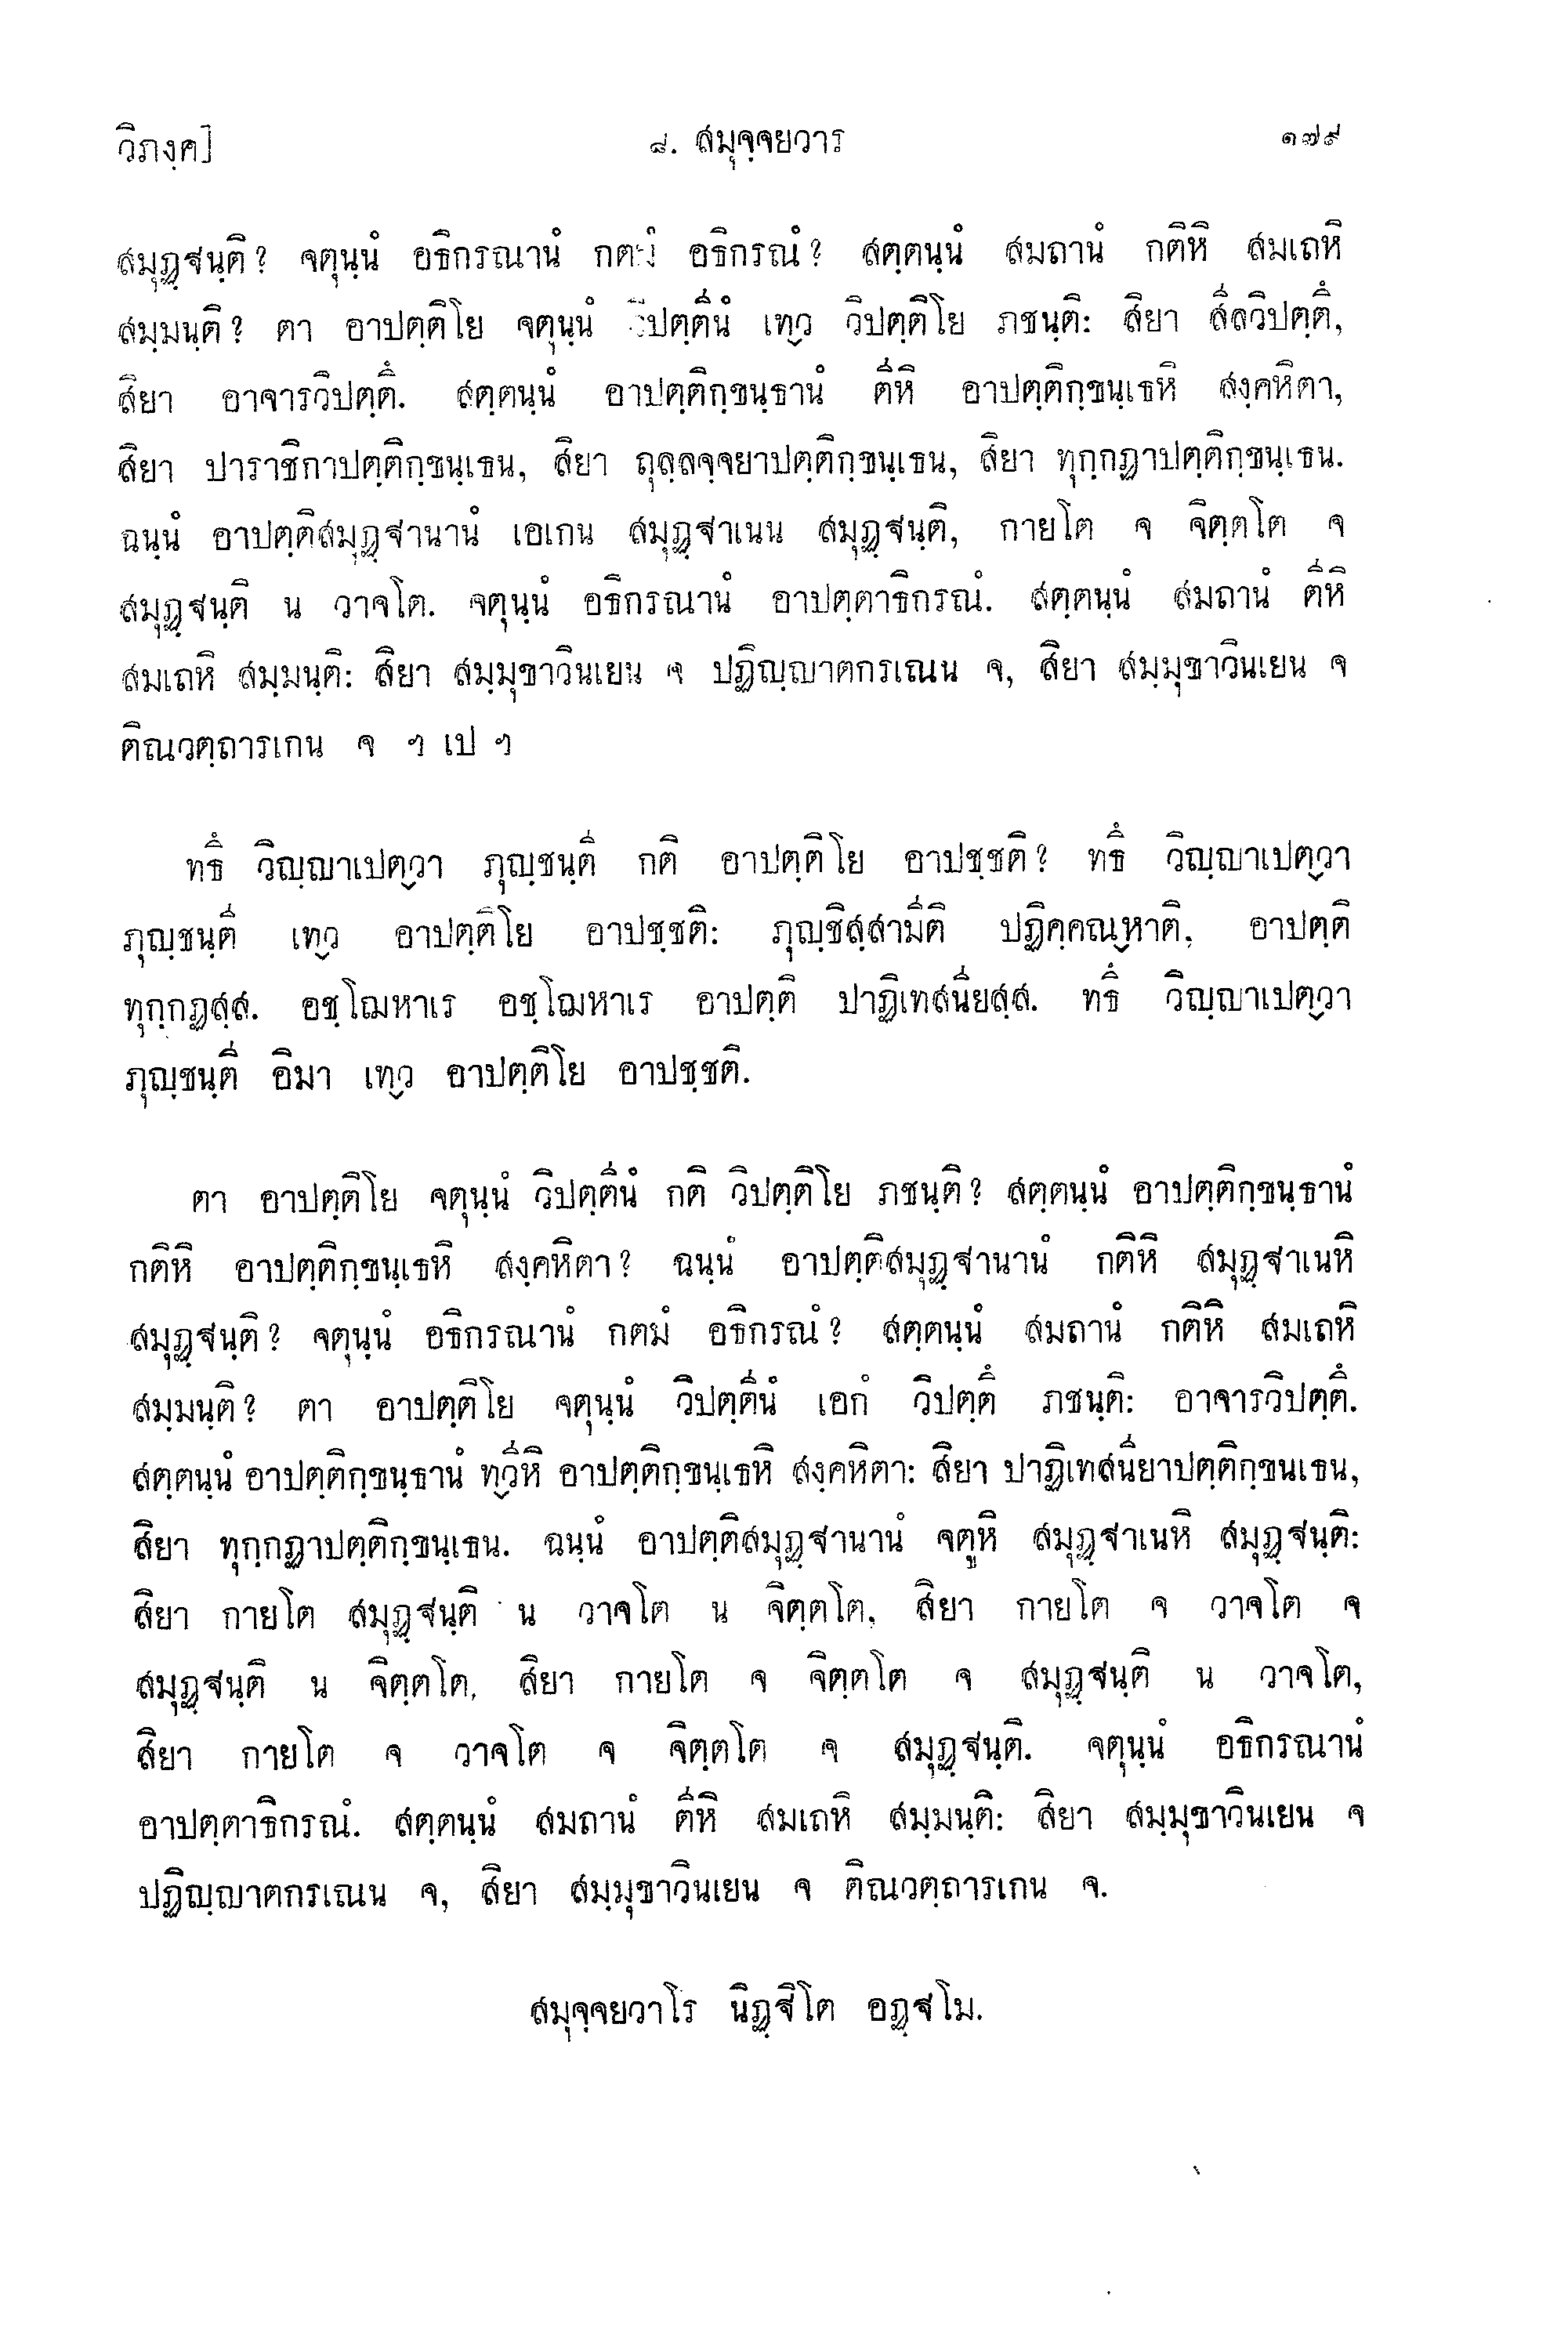 วิภงฺค]
๘. สมุจฺจยวาร
๑๗๙
สมุฏฺฐนฺติ? จตุนฺนํ อธิกรณานํ กตมํ อธิกรณํ? สตฺตนฺนํ สมถานํ กติหิ สมเถหิ
สมฺมนฺติ? ตา อาปตฺติโย จตุนฺนํ วิปตฺตีนํ เทฺว วิปตฺติโย ภชนฺติ: สิยา สีลวิปตฺตึ,
สิยา อาจารวิปตฺตึ. สตฺตนฺนํ อาปตฺติกฺขนฺธานํ ตีหิ อาปตฺติกฺขนฺเธหิ สงฺคหิตา,
สิยา ปาราชิกาปตฺติกฺขนฺเธน, สิยา ถุลฺลจฺจยาปตฺติกฺขนฺเธน, สิยา ทุกฺกฏาปตฺติกฺขนฺเธน.
ฉนฺนํ อาปตฺติสมุฏฺฐานานํ เอเกน สมุฏฺฐาเนน สมุฏฺฐนฺติ, กายโต จ จิตฺตโต จ
สมุฏฺฐนฺติ น วาจโต. จตุนฺนํ อธิกรณานํ อาปตฺตาธิกรณํ. สตฺตนฺนํ สมถานํ ตีหิ
สมเถหิ สมฺมนฺติ: สิยา สมฺมุขาวินเยน จ ปฏิญฺญาตกรเณน จ, สิยา สมฺมุขาวินเยน จ
ติณวตฺถารเกน จ ฯ เป ฯ
ทธึ วิญฺญาเปตฺวา ภุญฺชนฺตี กติ อาปตฺติโย อาปชฺชติ? ทธึ วิญฺญาเปตฺวา
ภุญฺชนฺตี เทฺว อาปตฺติโย อาปชฺชติ: ภุญฺชิสฺสามีติ ปฏิคฺคณฺหาติ, อาปตฺติ
ทุกฺกฏสฺส. อชฺโฌหาเร อชฺโฌหาเร อาปตฺติ ปาฏิเทสนียสฺส. ทธึ วิญฺญาเปตฺวา
ภุญฺชนฺตี อิมา เทฺว อาปตฺติโย อาปชฺชติ.
ตา อาปตฺติโย จตุนฺนํ วิปตฺตีนํ กติ วิปตฺติโย ภชนฺติ? สตฺตนฺนํ อาปตฺติกฺขนฺธานํ
กติหิ อาปตฺติกฺขนฺเธหิ สงฺคหิตา? ฉนฺนํ อาปตฺติสมุฏฺฐานานํ กติหิ สมุฏฺฐาเนหิ
สมุฏฺฐนฺติ? จตุนฺนํ อธิกรณานํ กตมํ อธิกรณํ? สตฺตนฺนํ สมถานํ กติหิ สมเถหิ
สมฺมนฺติ? ตา อาปตฺติโย จตุนฺนํ วิปตฺตีนํ เอกํ วิปตฺตึ ภชนฺติ: อาจารวิปตฺตึ.
สตฺตนฺนํ อาปตฺติกฺขนฺธานํ ทฺวีหิ อาปตฺติกฺขนฺเธหิ สงฺคหิตา: สิยา ปาฏิเทสนียาปตฺติกฺขนเธน,
สิยา ทุกฺกฏาปตฺติกฺขนฺเธน. ฉนฺนํ อาปตฺติสมุฏฺฐานานํ จตูหิ สมุฏฺฐาเนหิ สมุฏฺฐนฺติ:
สิยา กายโต สมุฏฺฐนฺติ น วาจโต น จิตฺตโต, สิยา กายโต จ วาจโต จ
สมุฏฺฐนฺติ น จิตฺตโต, สิยา กายโต จ จิตฺตโต จ สมุฏฺฐนฺติ น วาจโต,
สิยา กายโต จ วาจโต จ จิตฺตโต จ สมุฏฺฐนฺติ. จตุนฺนํ อธิกรณานํ
อาปตฺตาธิกรณํ. สตฺตนฺนํ สมถานํ ตีหิ สมเถหิ สมฺมนฺติ: สิยา สมฺมุขาวินเยน จ
ปฏิญฺญาตกรเณน จ, สิยา สมฺมุขาวินเยน จ ติณวตฺถารเกน จ.
สมุจฺจยวาโร นิฏฺฐิโต อฏฺฐโม.